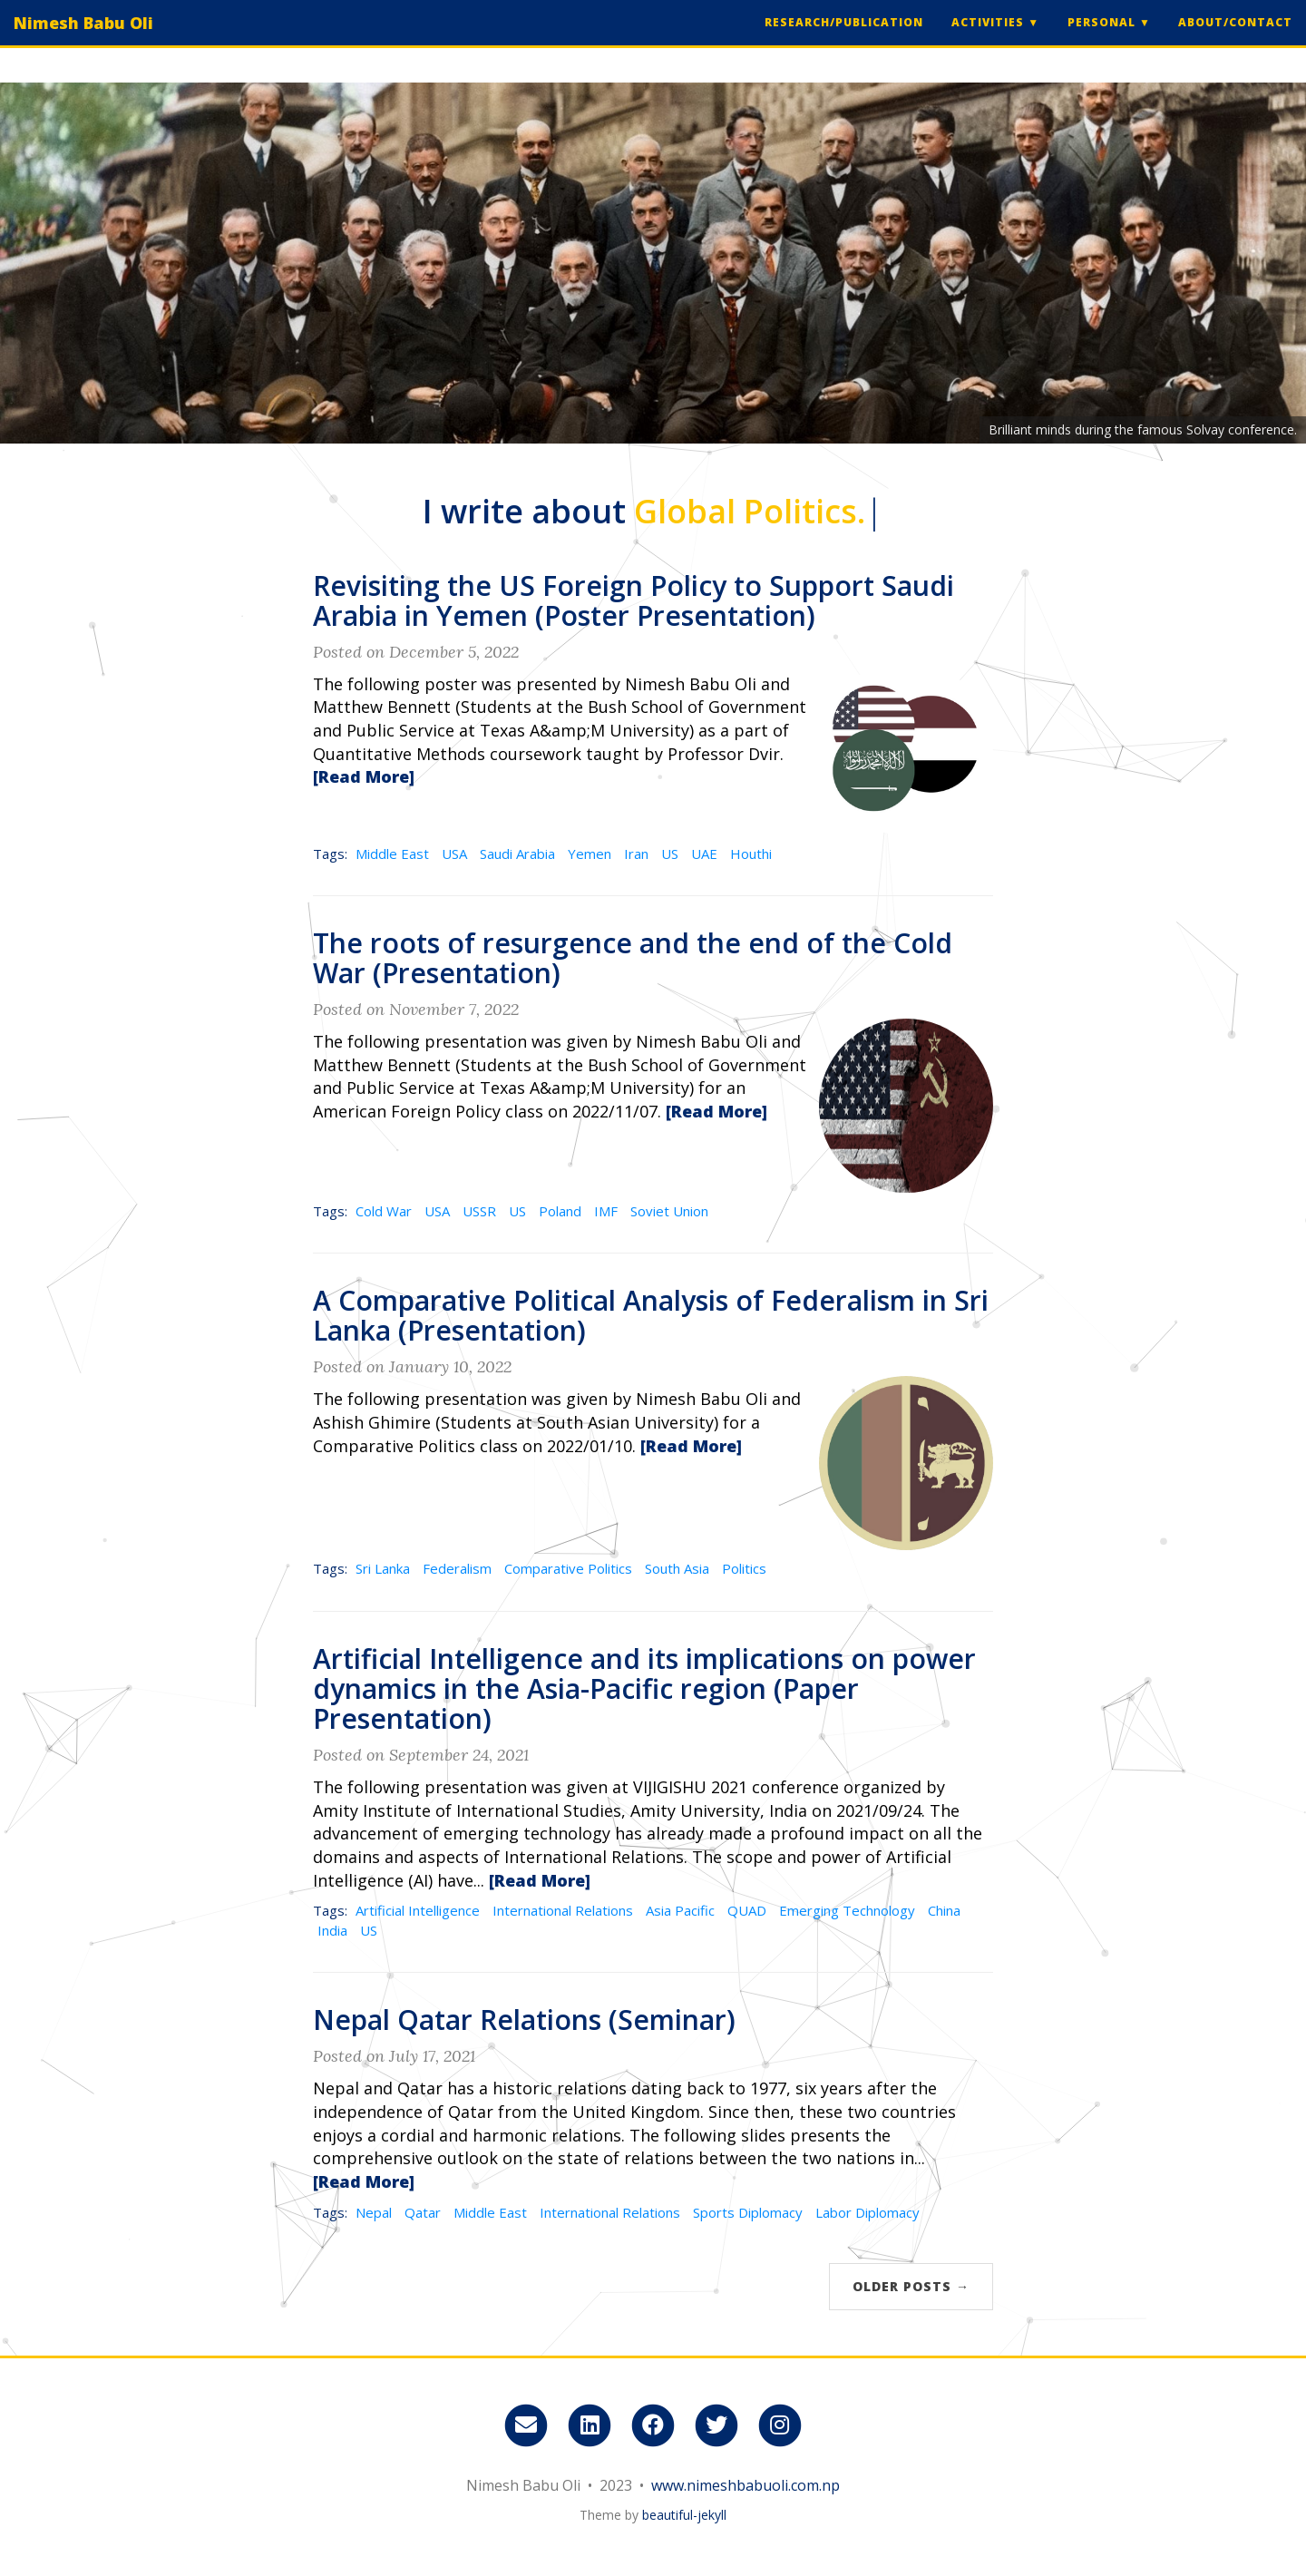 Nimesh Babu Oli
RESEARCH/PUBLICATION ACTIVITIES ▼ PERSONAL ▼ ABOUT/CONTACT
Brilliant minds during the famous Solvay conference.
I write about Global Politics.
Revisiting the US Foreign Policy to Support Saudi
Arabia in Yemen (Poster Presentation)
Posted on December 5, 2022
The following poster was presented by Nimesh Babu Oli and
Matthew Bennett (Students at the Bush School of Government
and Public Service at Texas A&amp;M University) as a part of
Quantitative Methods coursework taught by Professor Dvir.
[Read More]
Tags: Middle East USA Saudi Arabia Yemen Iran US UAE Houthi
The roots of resurgence and the end of the Cold
War (Presentation)
Posted on November 7, 2022
The following presentation was given by Nimesh Babu Oli and
Matthew Bennett (Students at the Bush School of Government
and Public Service at Texas A&amp;M University) for an
American Foreign Policy class on 2022/11/07. [Read More]
Tags: Cold War USA USSR US Poland IMF Soviet Union
A Comparative Political Analysis of Federalism in Sri
Lanka (Presentation)
Posted on January 10, 2022
The following presentation was given by Nimesh Babu Oli and
Ashish Ghimire (Students at South Asian University) for a
Comparative Politics class on 2022/01/10. [Read More]
Tags: Sri Lanka Federalism Comparative Politics South Asia Politics
Artificial Intelligence and its implications on power
dynamics in the Asia-Pacific region (Paper
Presentation)
Posted on September 24, 2021
The following presentation was given at VIJIGISHU 2021 conference organized by
Amity Institute of International Studies, Amity University, India on 2021/09/24. The
advancement of emerging technology has already made a profound impact on all the
domains and aspects of International Relations. The scope and power of Artificial
Intelligence (AI) have... [Read More]
Tags: Artificial Intelligence International Relations Asia Pacific QUAD Emerging Technology China
India US
Nepal Qatar Relations (Seminar)
Posted on July 17, 2021
Nepal and Qatar has a historic relations dating back to 1977, six years after the
independence of Qatar from the United Kingdom. Since then, these two countries
enjoys a cordial and harmonic relations. The following slides presents the
comprehensive outlook on the state of relations between the two nations in...
[Read More]
Tags: Nepal Qatar Middle East International Relations Sports Diplomacy Labor Diplomacy
OLDER POSTS →
Nimesh Babu Oli • 2023 • www.nimeshbabuoli.com.np
Theme by beautiful-jekyll